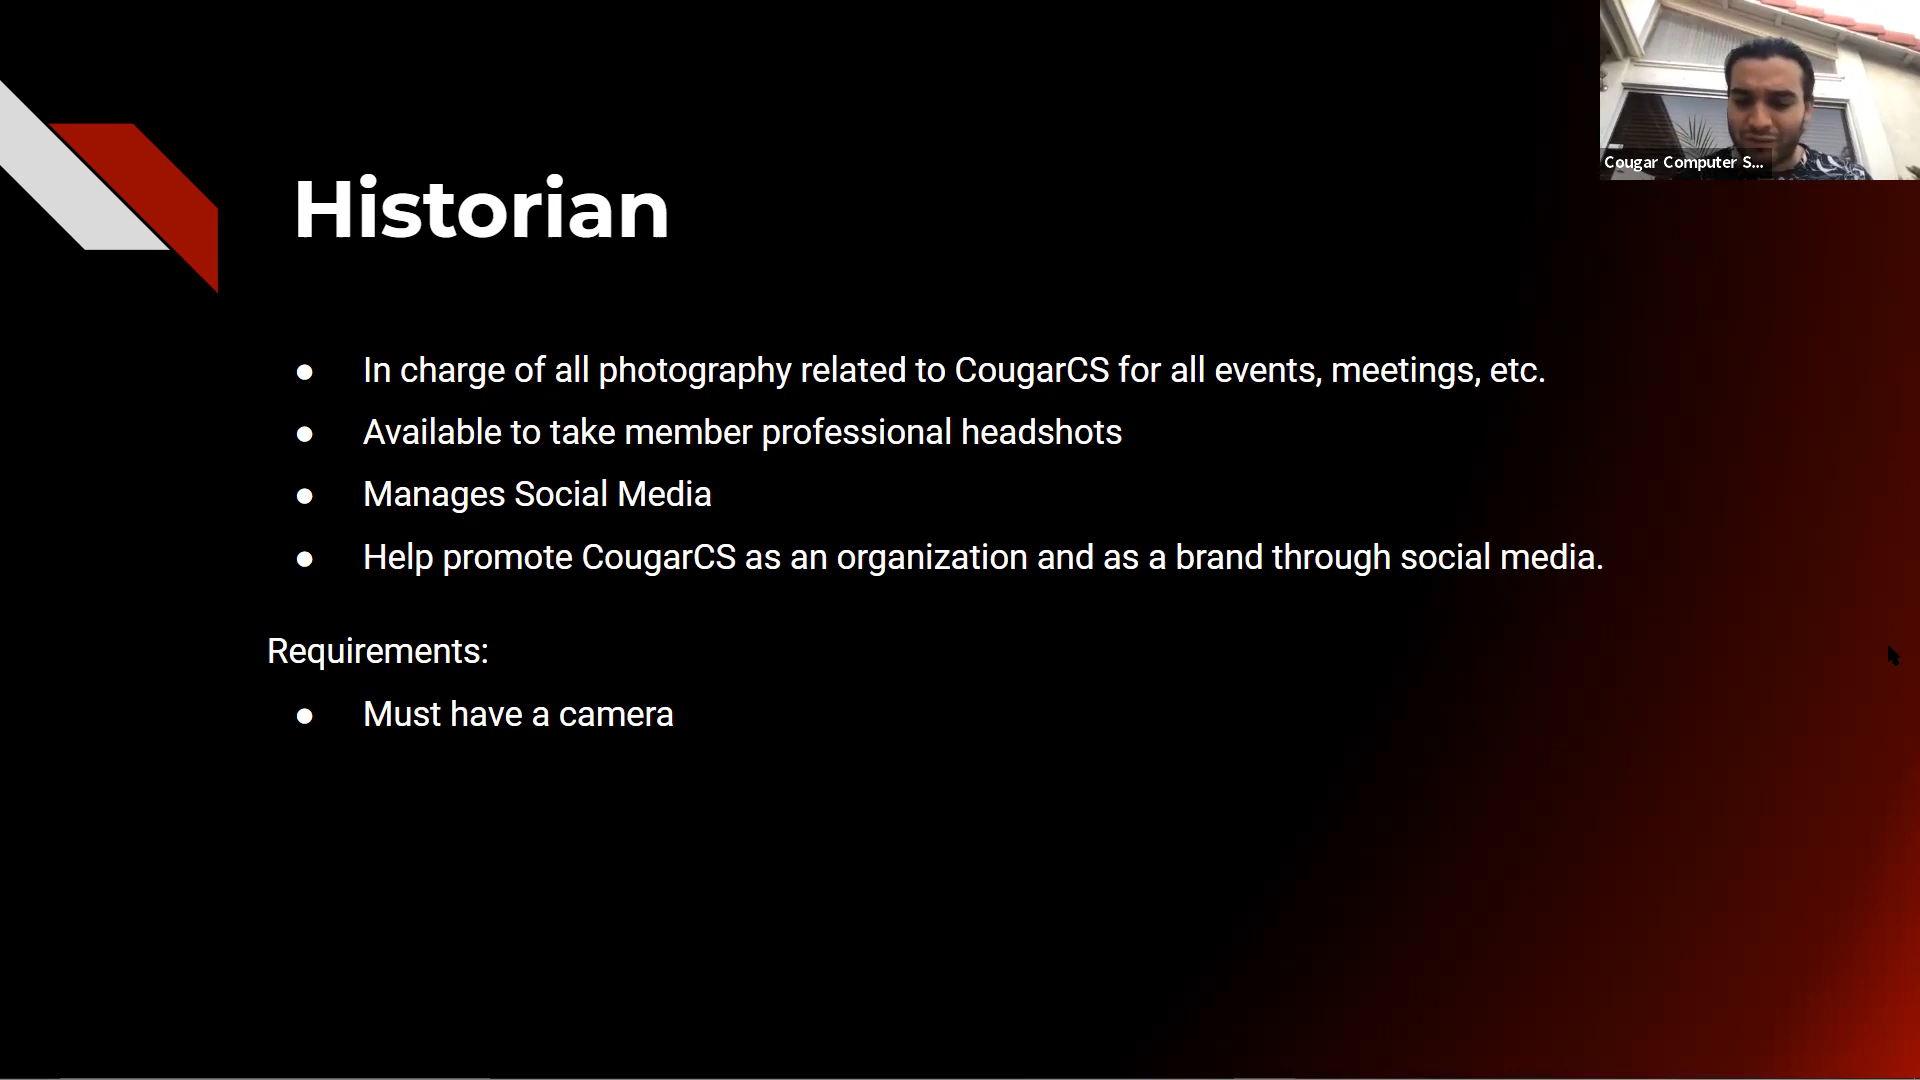 Cougar Computer S...
Historian
● In charge of all photography related to CougarCS for all events, meetings, etc.
● Available to take member professional headshots
● Manages Social Media
● Help promote CougarCS as an organization and as a brand through social media.
Requirements:
● Must have a camera